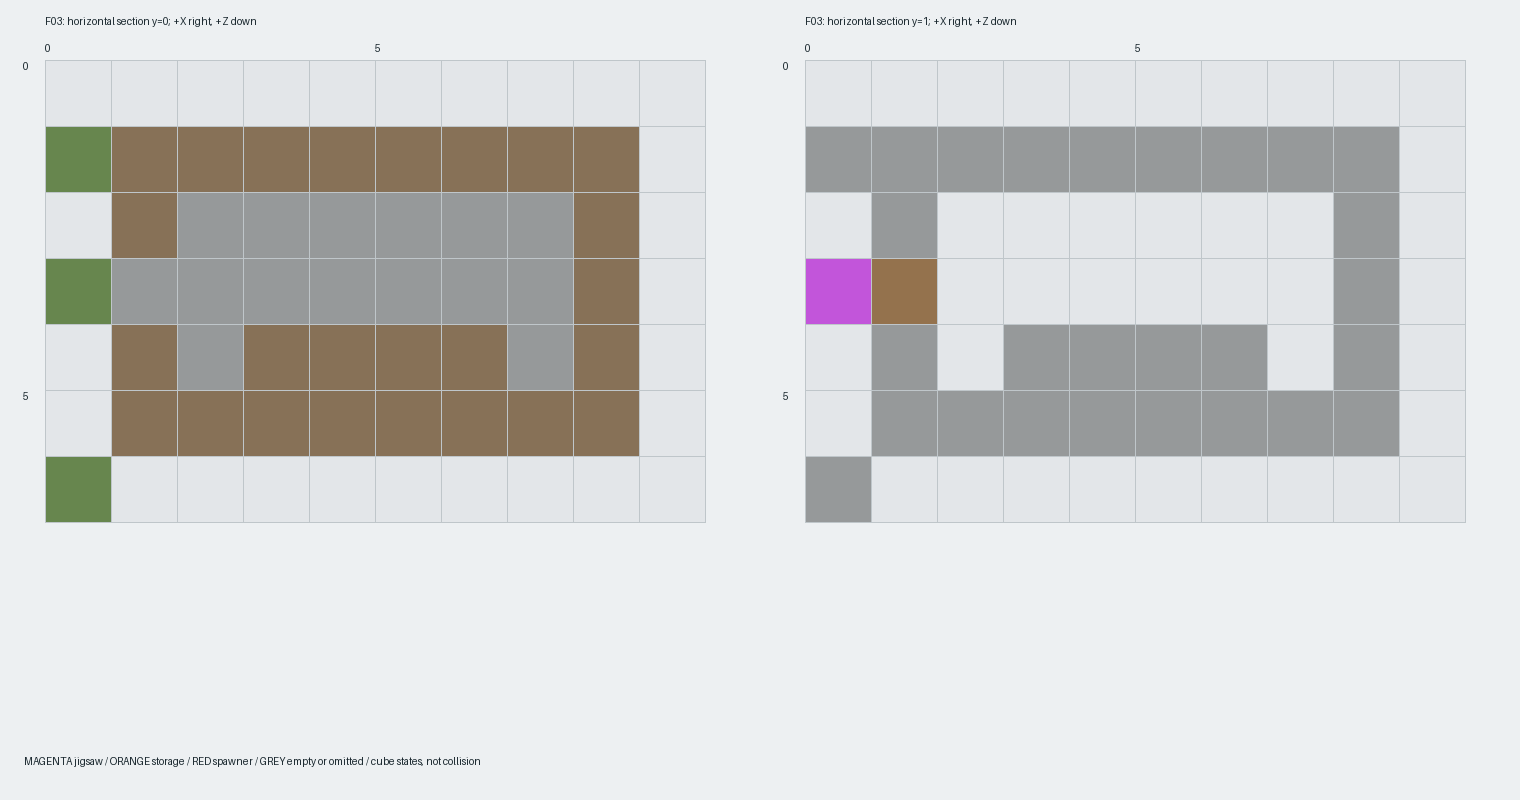 F03: horizontal section y=0; +X right, +Z down
F03: horizontal section y=1; +X right, +Z down
0 5
0 5
0
0
5
5
MAGENTA jigsaw / ORANGE storage / RED spawner / GREY empty or omitted / cube states, not collision